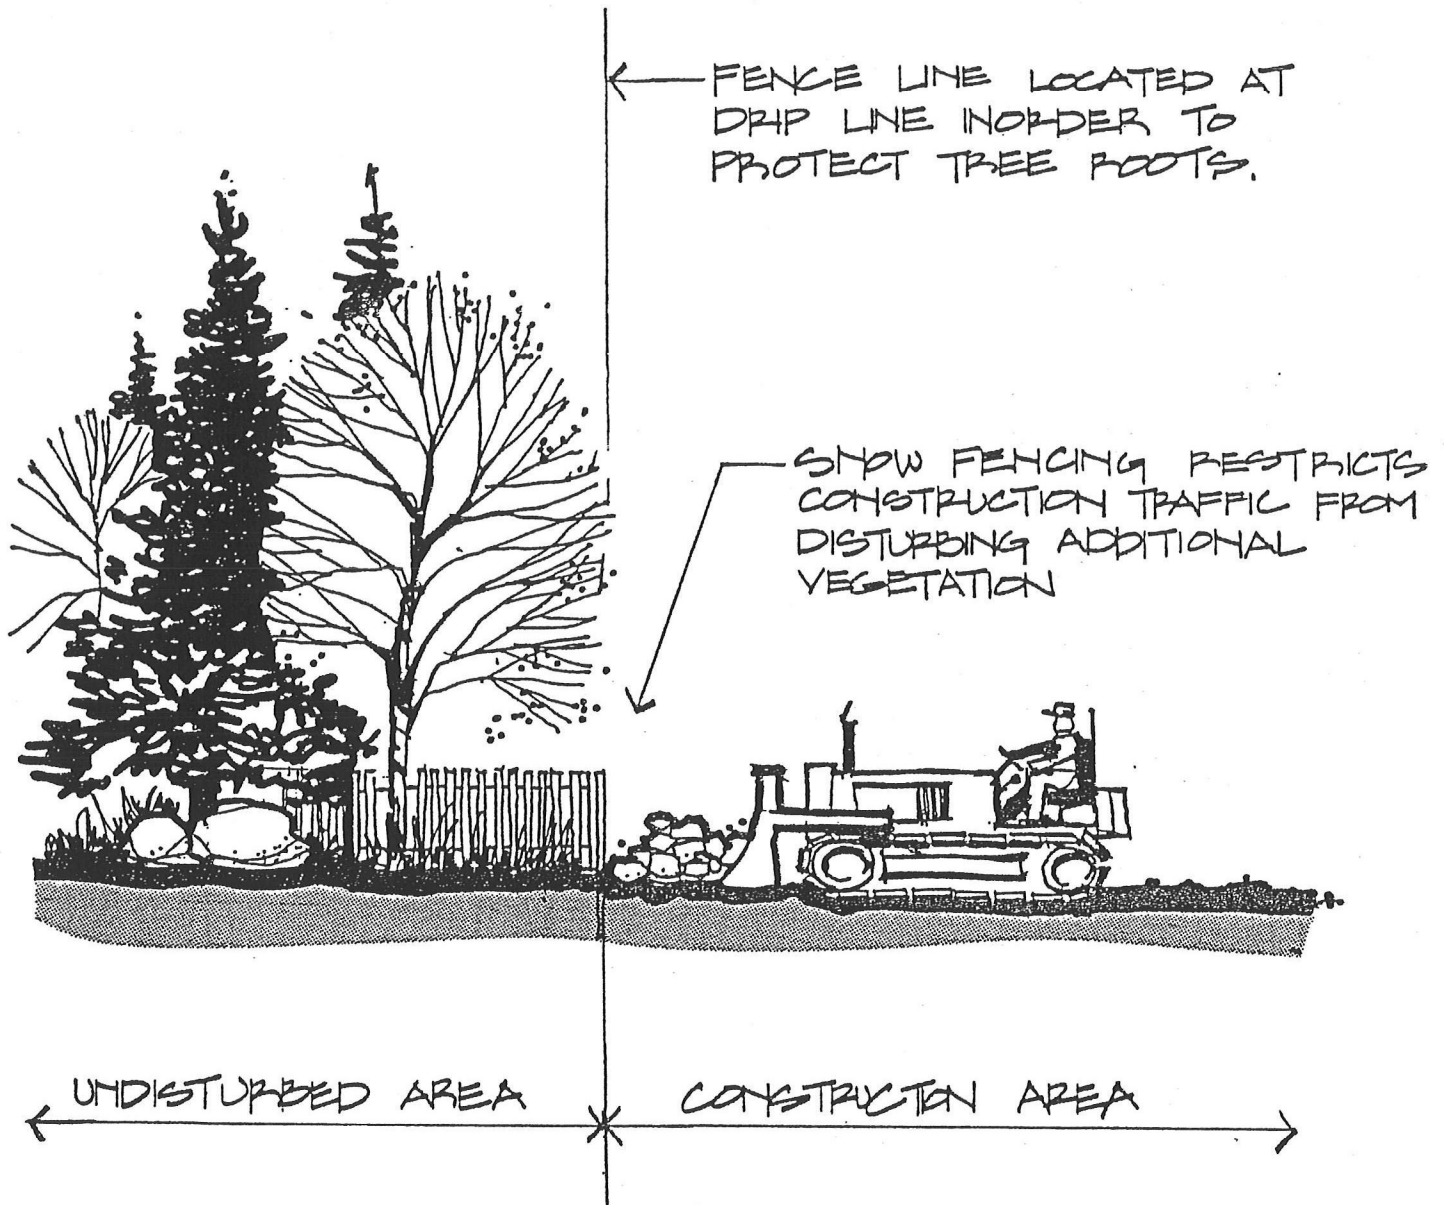 FENCE LINE LOCATED AT
DRIP LINE INORDER TO
PROTECT TREE ROOTS.
SNOW FENCING RESTRICTS
CONSTRUCTION TRAFFIC FROM
DISTURBING ADDITIONAL
VEGETATION
UNDISTURBED AREA
CONSTRUCTON AREA